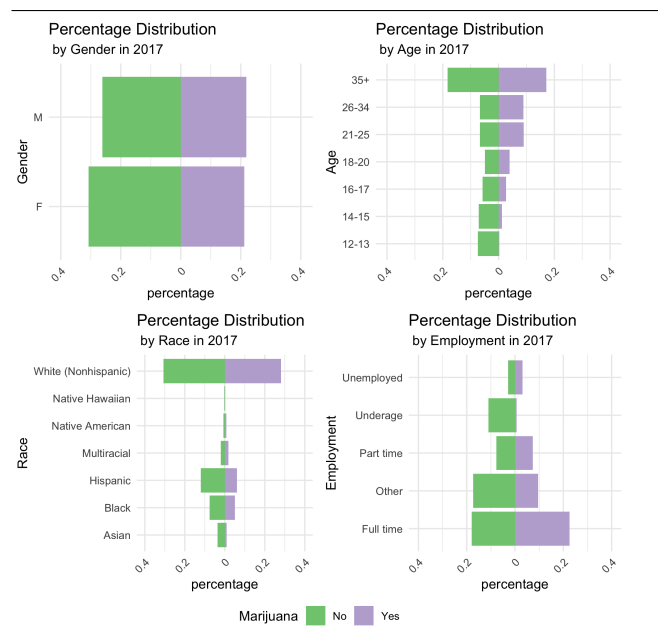 Percentage Distribution
by Gender in 2017
M
F
Gender
0.4 0.2 0 0.2 0.4
percentage
Percentage Distribution
by Age in 2017
35+
26-34
21-25
18-20
16-17
14-15
12-13
Age
0.4 0.2 0 0.2 0.4
percentage
Percentage Distribution
by Race in 2017
White (Nonhispanic)
Native Hawaiian
Native American
Multiracial
Hispanic
Black
Asian
Race
0.4 0.2 0 0.2 0.4
percentage
Percentage Distribution
by Employment in 2017
Unemployed
Underage
Part time
Other
Full time
Employment
0.4 0.2 0 0.2 0.4
percentage
Marijuana No Yes